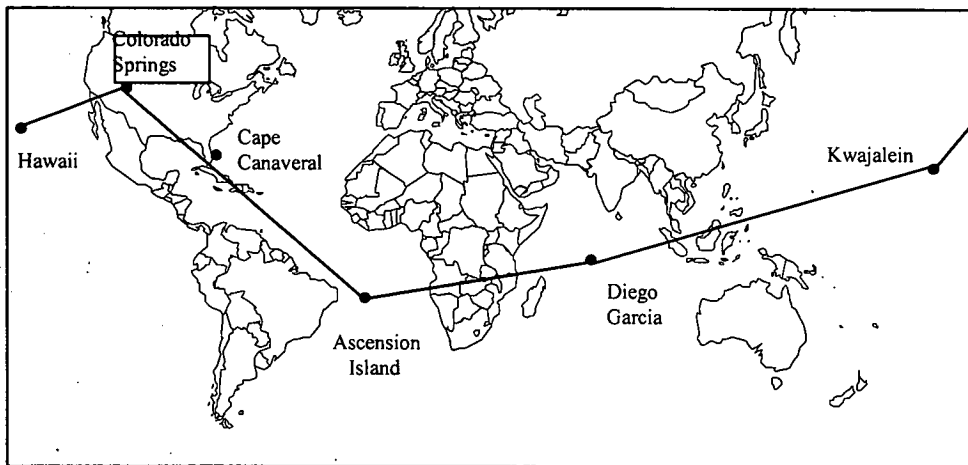 Colorado
Springs
Hawaii
Cape
Canaveral
Kwajalein
Ascension
Island
Diego
Garcia